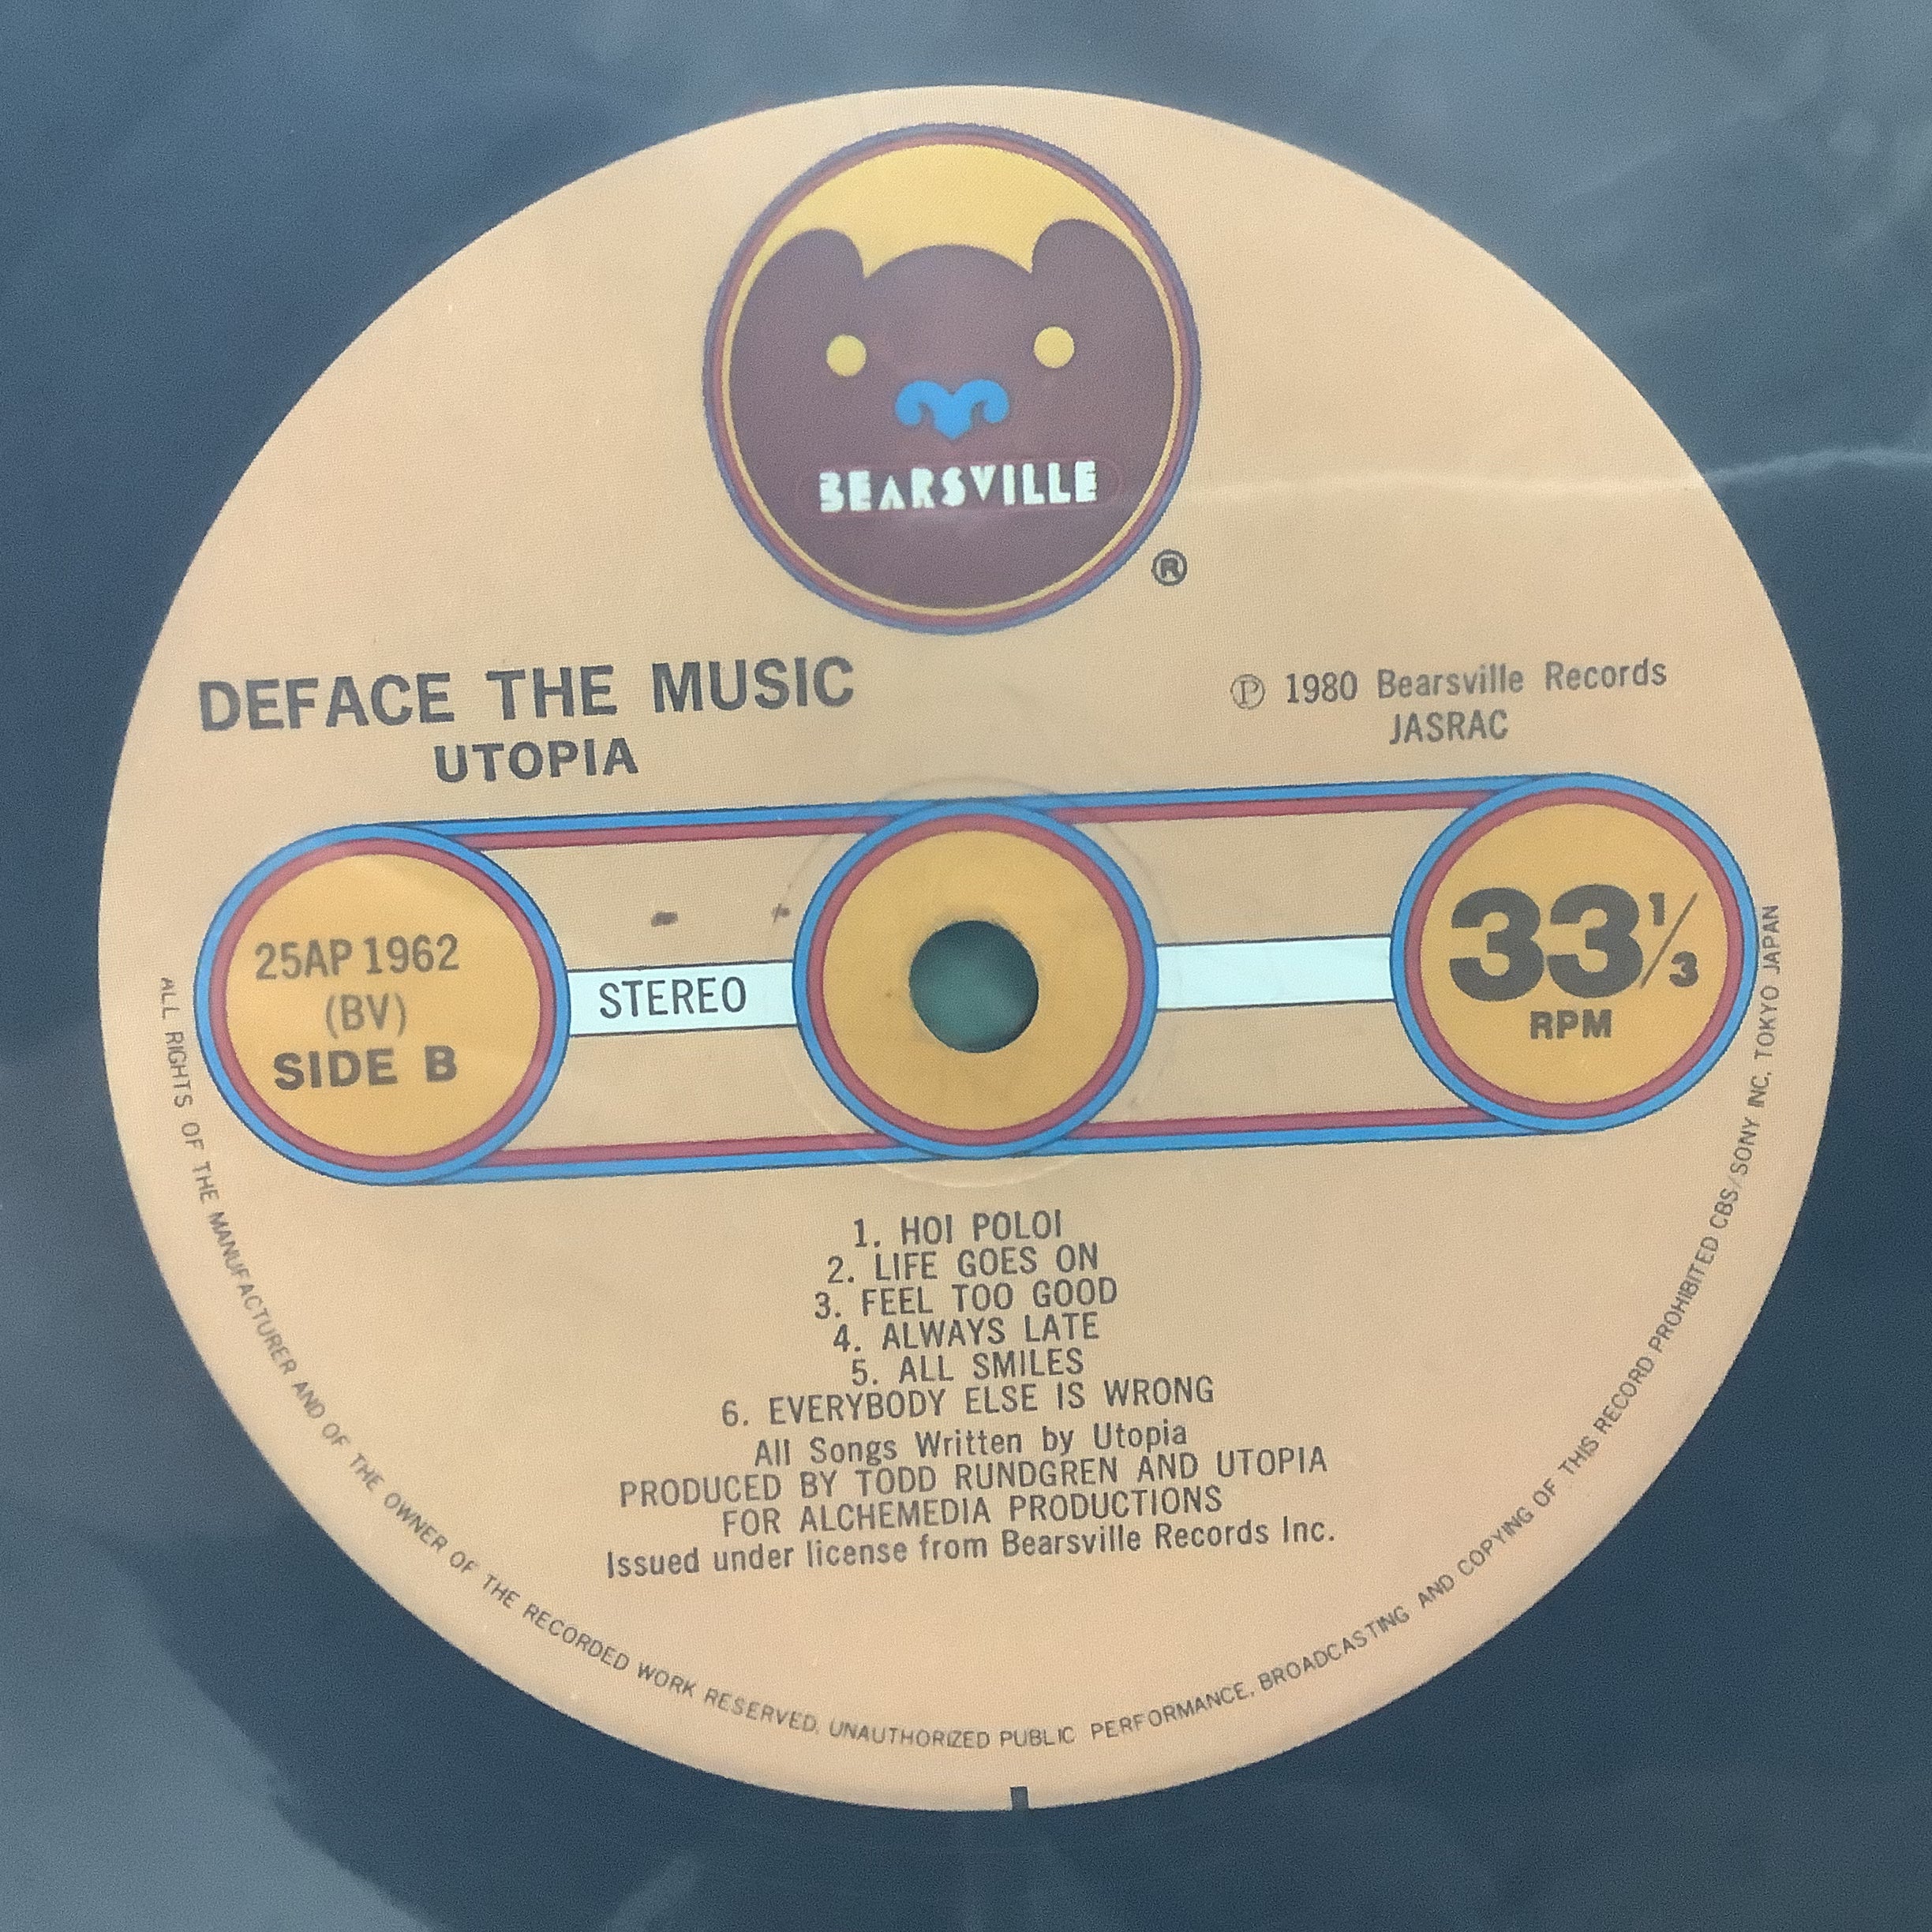 BEARSVILLE
®
DEFACE THE MUSIC
UTOPIA
℗ 1980 Bearsville Records
JASRAC
25AP 1962
(BV)
SIDE B
STEREO
33 1/3
RPM
1. HOI POLOI
2. LIFE GOES ON
3. FEEL TOO GOOD
4. ALWAYS LATE
5. ALL SMILES
6. EVERYBODY ELSE IS WRONG
All Songs Written by Utopia
PRODUCED BY TODD RUNDGREN AND UTOPIA
FOR ALCHEMEDIA PRODUCTIONS
Issued under license from Bearsville Records Inc.
ALL RIGHTS OF THE MANUFACTURER AND OF THE OWNER OF THE RECORDED WORK RESERVED. UNAUTHORIZED PUBLIC PERFORMANCE, BROADCASTING AND COPYING OF THIS RECORD PROHIBITED CBS/SONY INC. TOKYO JAPAN